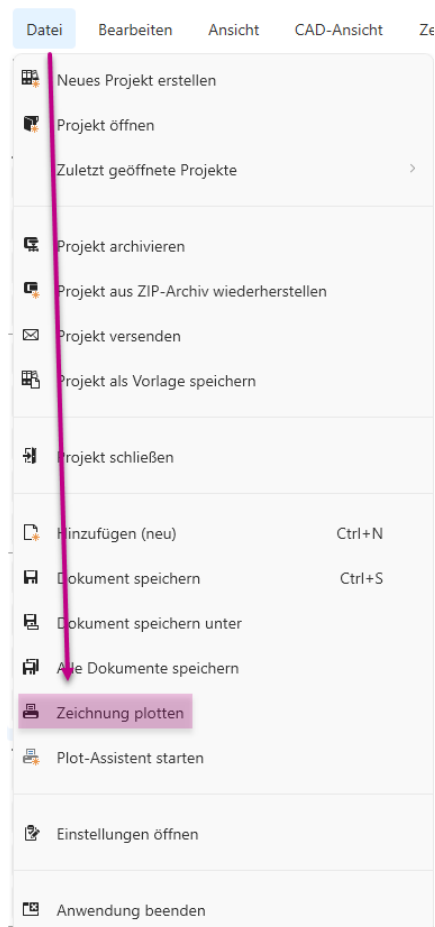 Datei Bearbeiten Ansicht CAD-Ansicht
Neues Projekt erstellen
Projekt öffnen
Zuletzt geöffnete Projekte
Projekt archivieren
Projekt aus ZIP-Archiv wiederherstellen
Projekt versenden
Projekt als Vorlage speichern
Projekt schließen
Hinzufügen (neu) Ctrl+N
Dokument speichern Ctrl+S
Dokument speichern unter
Alle Dokumente speichern
Zeichnung plotten
Plot-Assistent starten
Einstellungen öffnen
Anwendung beenden